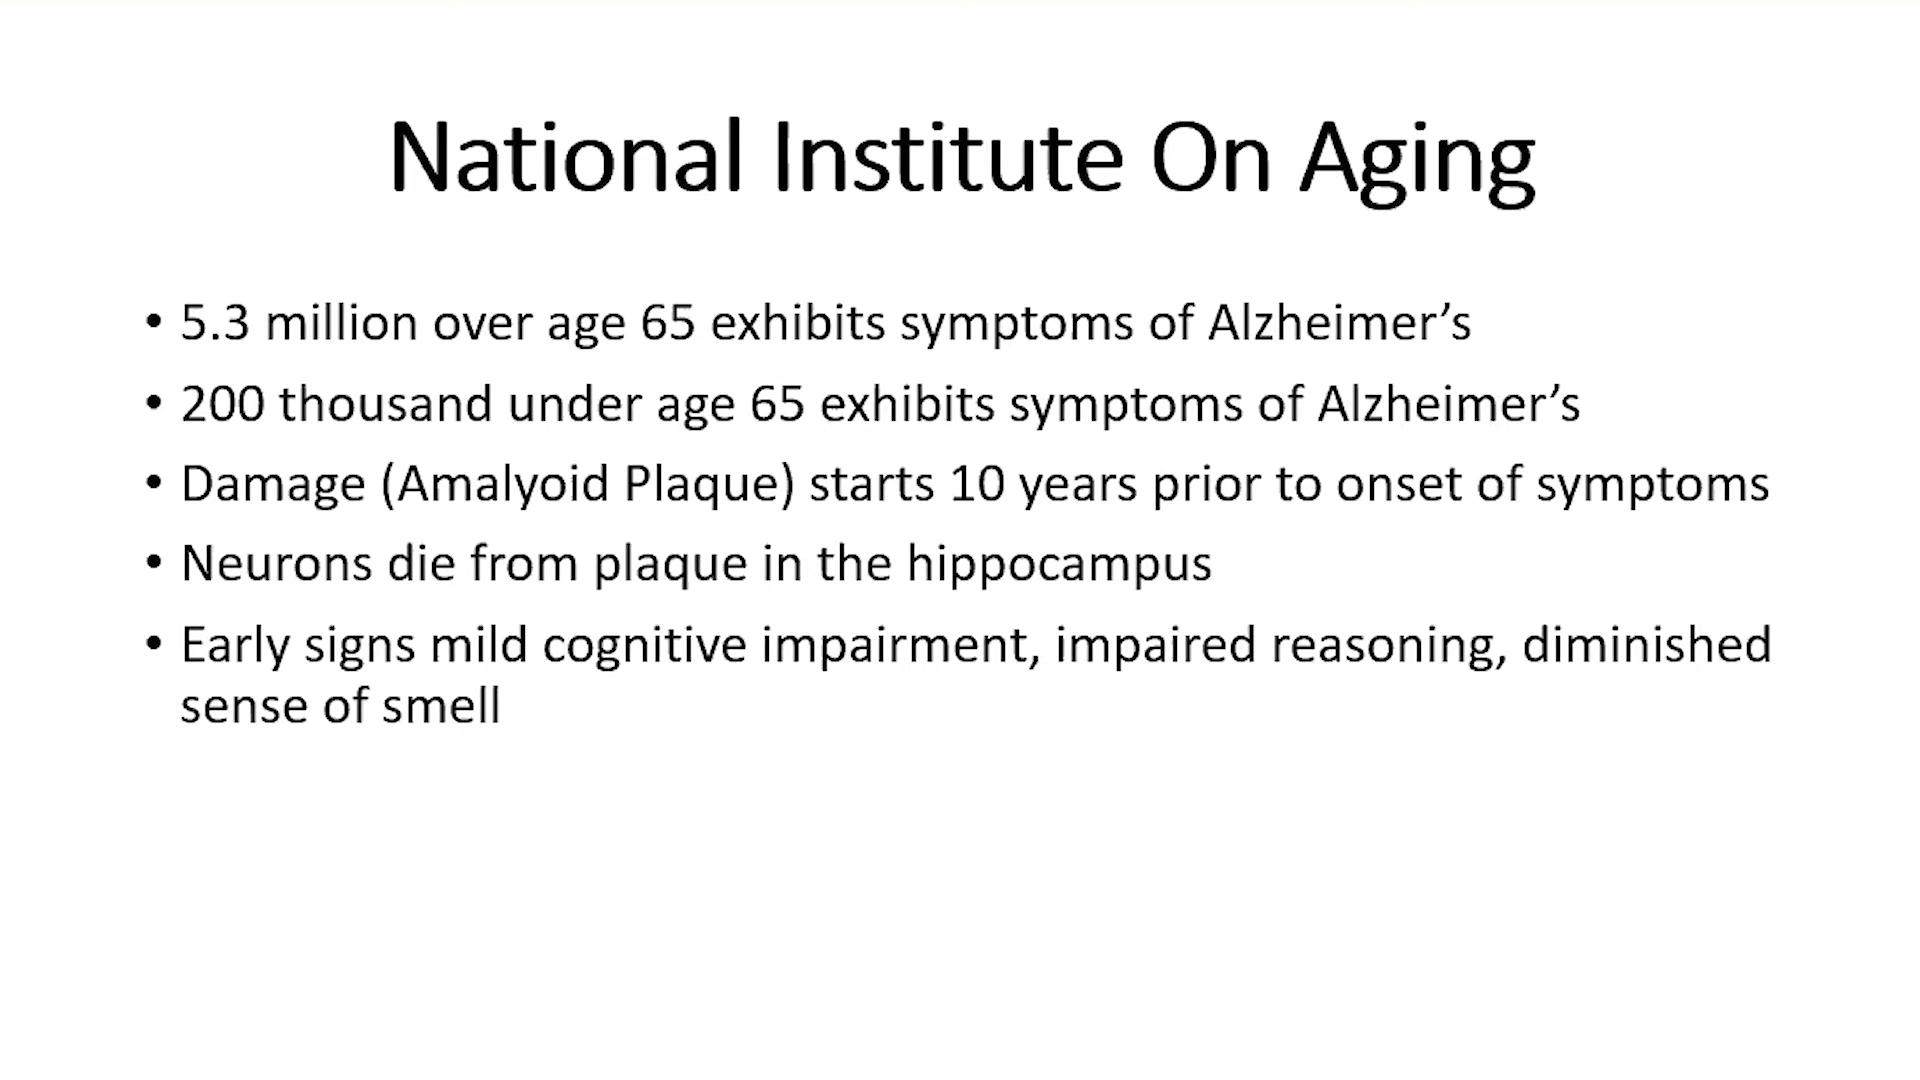 National Institute On Aging
• 5.3 million over age 65 exhibits symptoms of Alzheimer’s
• 200 thousand under age 65 exhibits symptoms of Alzheimer’s
• Damage (Amalyoid Plaque) starts 10 years prior to onset of symptoms
• Neurons die from plaque in the hippocampus
• Early signs mild cognitive impairment, impaired reasoning, diminished
sense of smell